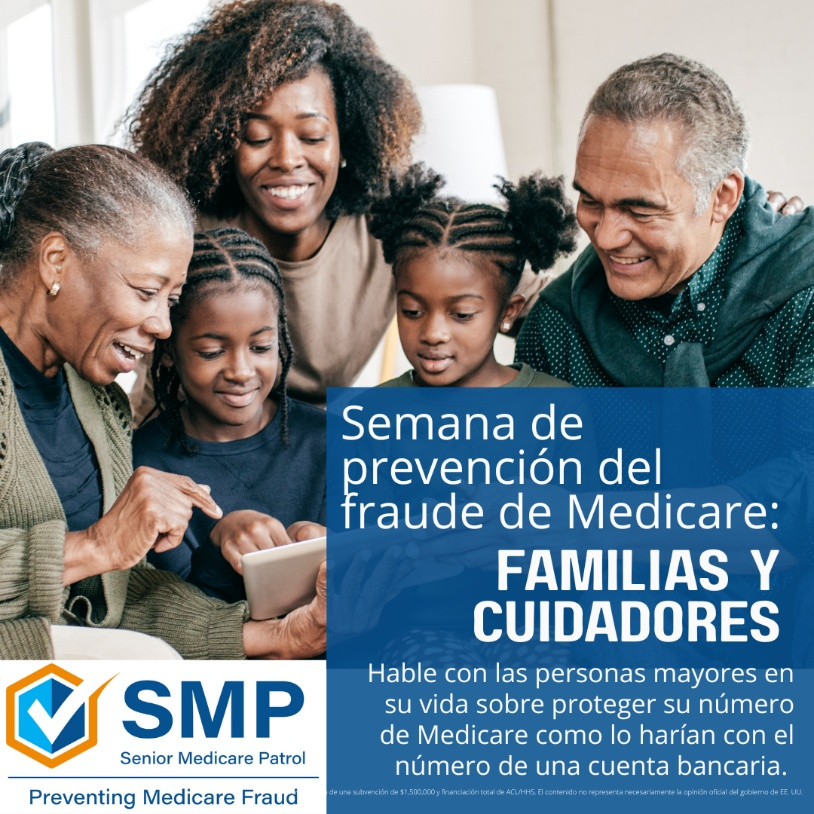 Semana de
prevención del
fraude de Medicare:
FAMILIAS Y
CUIDADORES
Hable con las personas mayores en
su vida sobre proteger su número
de Medicare como lo harían con el
número de una cuenta bancaria.
SMP
Senior Medicare Patrol
Preventing Medicare Fraud
de una subvención de $1,500,000 y financiación total de ACL/HHS. El contenido no representa necesariamente la opinión oficial del gobierno de EE. UU.